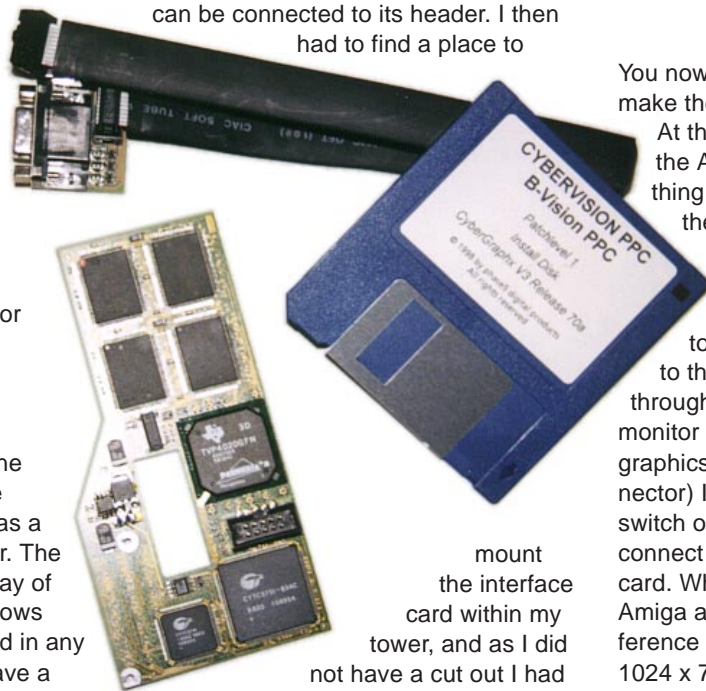 or
he
e
as a
r. The
ay of
ows
d in any
ave a
can be connected to its header. I then
had to find a place to
CIAC SOFT TUBE
CYBERVISION PPC
B-Vision PPC
Patchlevel 1
Install Disk
CyberGraphX V3 Release 70a
© 1998 by phase5 digital products
All rights reserved
3D
TVP4020GFN
mount
the interface
card within my
tower, and as I did
not have a cut out I had
You now
make the
At th
the A
thing
the
to
to th
through
monitor
graphics
nector) I
switch o
connect
card. Wh
Amiga a
ference
1024 x 7